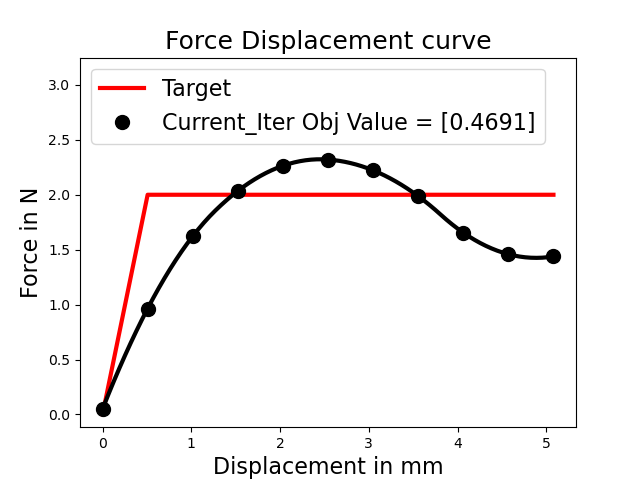 Force Displacement curve
Target
Current_Iter Obj Value = [0.4691]
3.0
2.5
2.0
1.5
1.0
0.5
0.0
Force in N
0 1 2 3 4 5
Displacement in mm